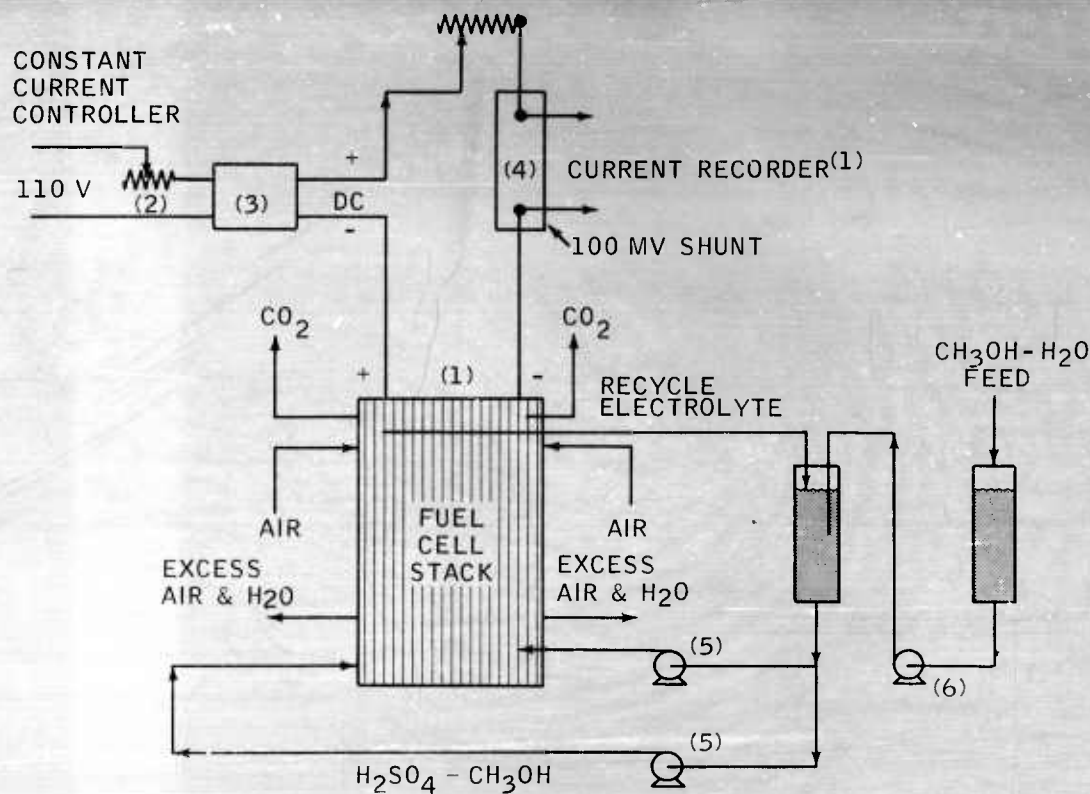 CONSTANT
CURRENT
CONTROLLER
110 V
(2)
(3)
+
DC
-
(4)
CURRENT RECORDER(1)
100 MV SHUNT
CO2
CO2
+
(1)
-
RECYCLE
ELECTROLYTE
CH3OH-H2O
FEED
AIR
AIR
FUEL
CELL
STACK
EXCESS
AIR & H2O
EXCESS
AIR & H2O
(5)
(6)
(5)
H2SO4 - CH3OH